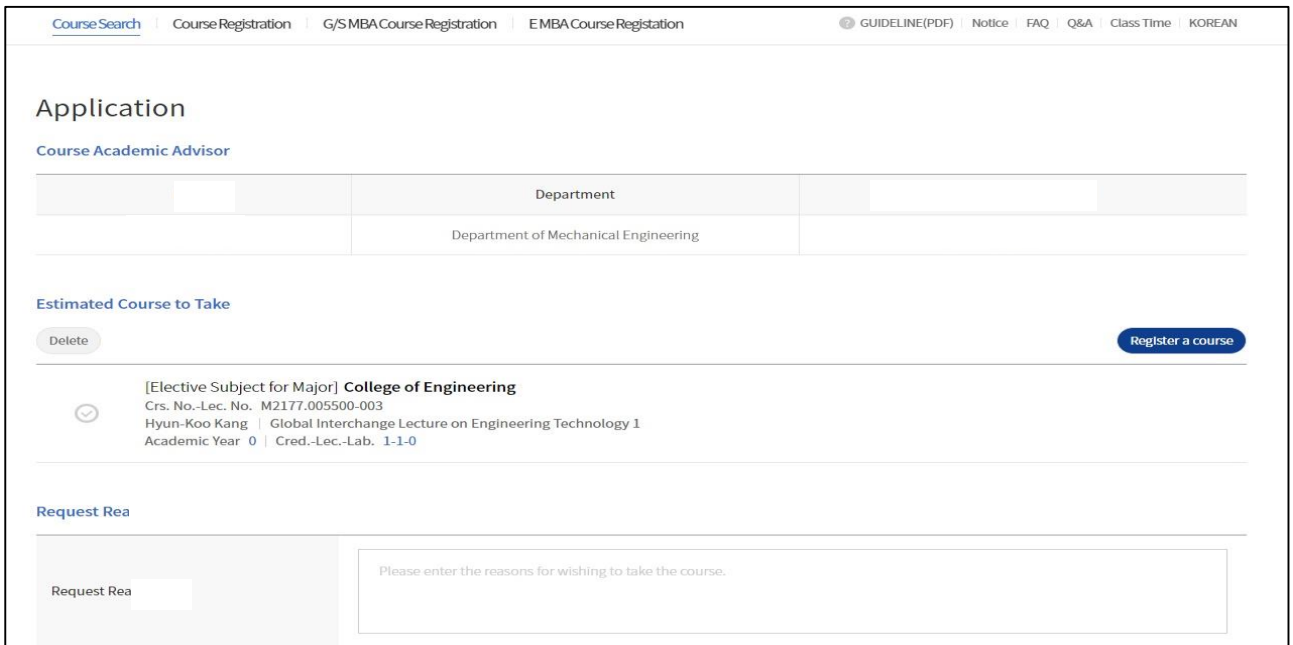 Course Search Course Registration G/S MBA Course Registration E MBA Course Registation ? GUIDELINE(PDF) Notice FAQ Q&A Class Time KOREAN
Application
Course Academic Advisor
Department
Department of Mechanical Engineering
Estimated Course to Take
Delete Register a course
[Elective Subject for Major] College of Engineering
Crs. No.-Lec. No. M2177.005500-003
Hyun-Koo Kang | Global Interchange Lecture on Engineering Technology 1
Academic Year 0 | Cred.-Lec.-Lab. 1-1-0
Request Rea
Please enter the reasons for wishing to take the course.
Request Rea